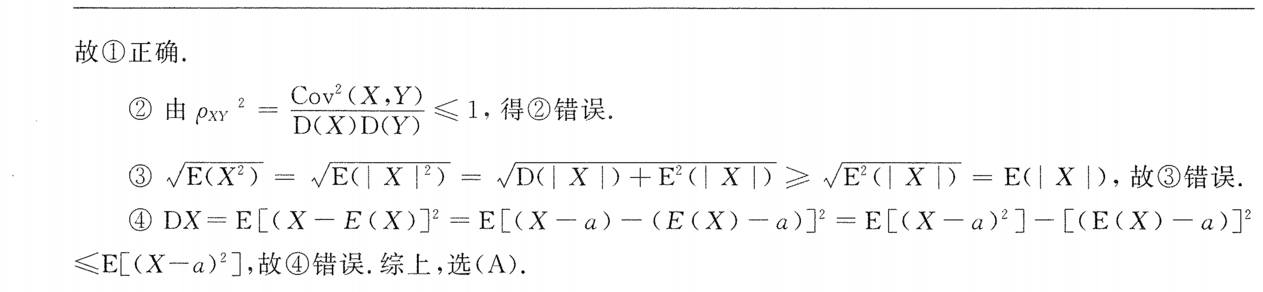 故①正确.
② 由 ρ_{XY}² = Cov²(X,Y) / D(X)D(Y) ≤ 1, 得②错误.
③ √E(X²) = √E(|X|²) = √D(|X|)+E²(|X|) ≥ √E²(|X|) = E(|X|), 故③错误.
④ DX=E[(X−E(X)]²=E[(X−a)−(E(X)−a)]²=E[(X−a)²]−[(E(X)−a)]²
≤E[(X−a)²],故④错误.综上,选(A).